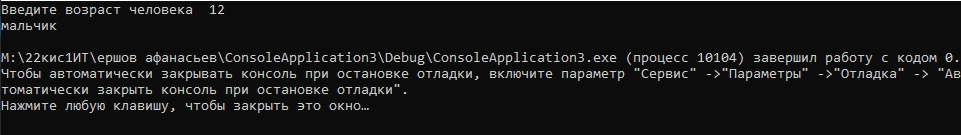 Введите возраст человека  12
мальчик
M:\22кис1ИТ\ершов афанасьев\ConsoleApplication3\Debug\ConsoleApplication3.exe (процесс 10104) завершил работу с кодом 0.
Чтобы автоматически закрывать консоль при остановке отладки, включите параметр "Сервис" ->"Параметры" ->"Отладка" -> "Ав
томатически закрыть консоль при остановке отладки".
Нажмите любую клавишу, чтобы закрыть это окно…